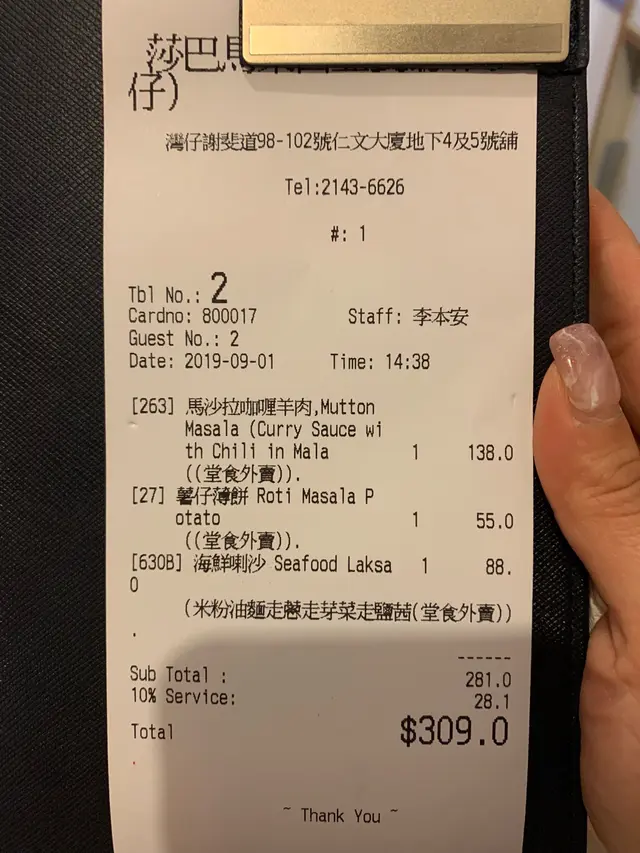 莎巴馬
仔)
灣仔謝斐道98-102號仁文大廈地下4及5號舖
Tel:2143-6626
#: 1
Tbl No.: 2
Cardno: 800017 Staff: 李本安
Guest No.: 2
Date: 2019-09-01 Time: 14:38
[263] 馬沙拉咖喱羊肉,Mutton
Masala (Curry Sauce wi
th Chili in Mala 1 138.0
((堂食外賣)).
[27] 薯仔薄餅 Roti Masala P
otato 1 55.0
((堂食外賣)).
[630B] 海鮮喇沙 Seafood Laksa 1 88.
0
(米粉油麵走蔥走芽菜走鹽茜(堂食外賣))
.
------
Sub Total : 281.0
10% Service: 28.1
Total $309.0
.
~ Thank You ~